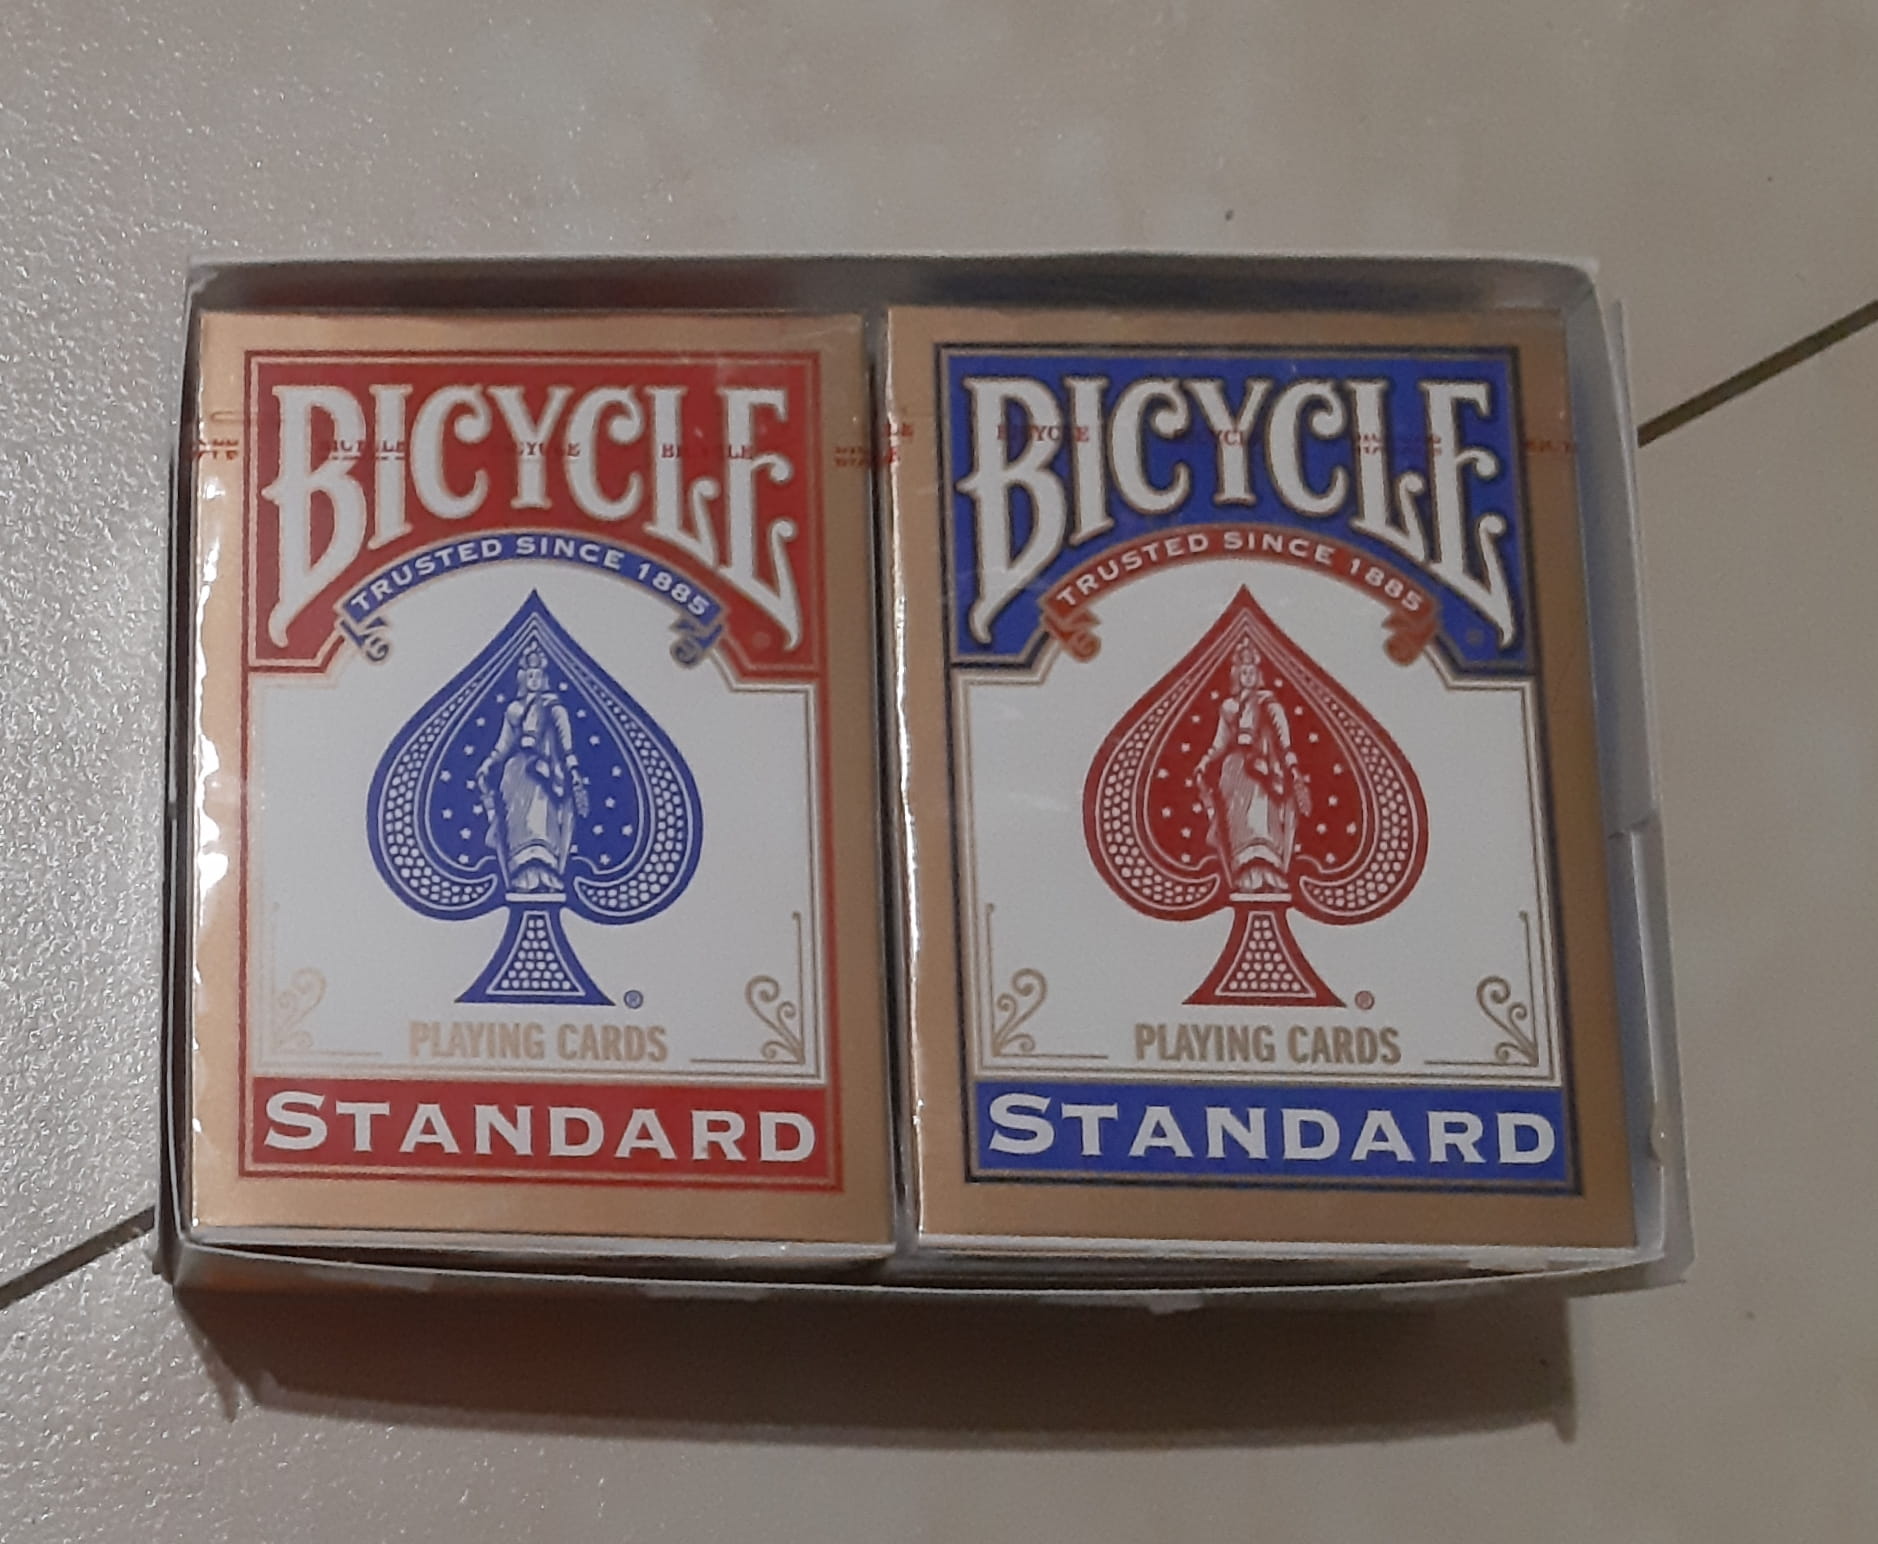 BICYCLE
TRUSTED SINCE 1885
®
PLAYING CARDS
STANDARD
BICYCLE
TRUSTED SINCE 1885
®
PLAYING CARDS
STANDARD